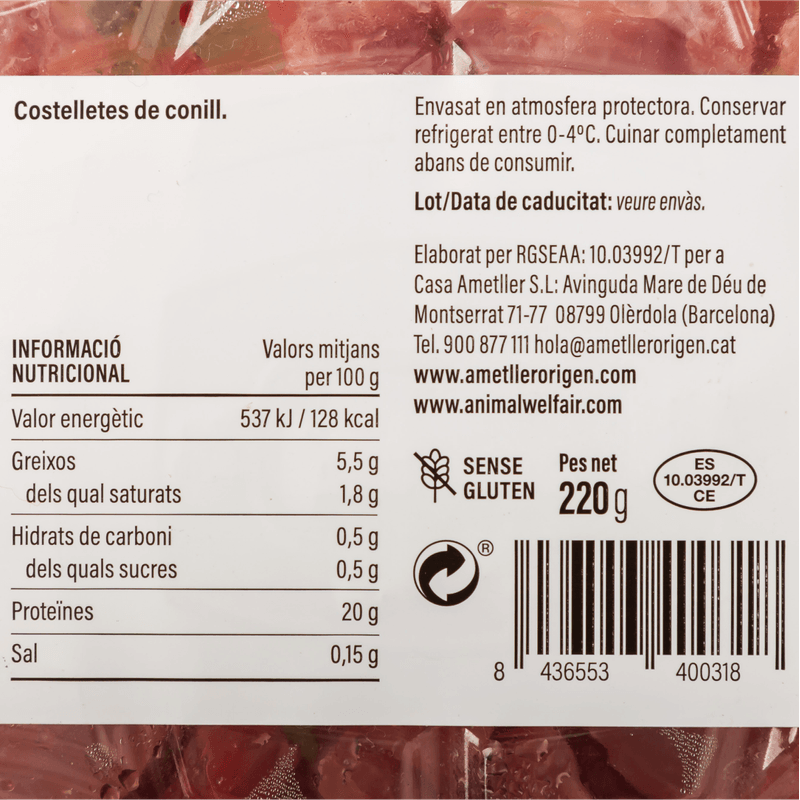 Costelletes de conill.
INFORMACIÓ
NUTRICIONAL
Valors mitjans
per 100 g
Valor energètic 537 kJ / 128 kcal
Greixos 5,5 g
dels qual saturats 1,8 g
Hidrats de carboni 0,5 g
dels quals sucres 0,5 g
Proteïnes 20 g
Sal 0,15 g
Envasat en atmosfera protectora. Conservar
refrigerat entre 0-4ºC. Cuinar completament
abans de consumir.
Lot/Data de caducitat: veure envàs.
Elaborat per RGSEAA: 10.03992/T per a
Casa Ametller S.L: Avinguda Mare de Déu de
Montserrat 71-77 08799 Olèrdola (Barcelona)
Tel. 900 877 111 hola@ametllerorigen.cat
www.ametllerorigen.com
www.animalwelfair.com
SENSE
GLUTEN
Pes net
220 g
ES
10.03992/T
CE
®
8 436553 400318